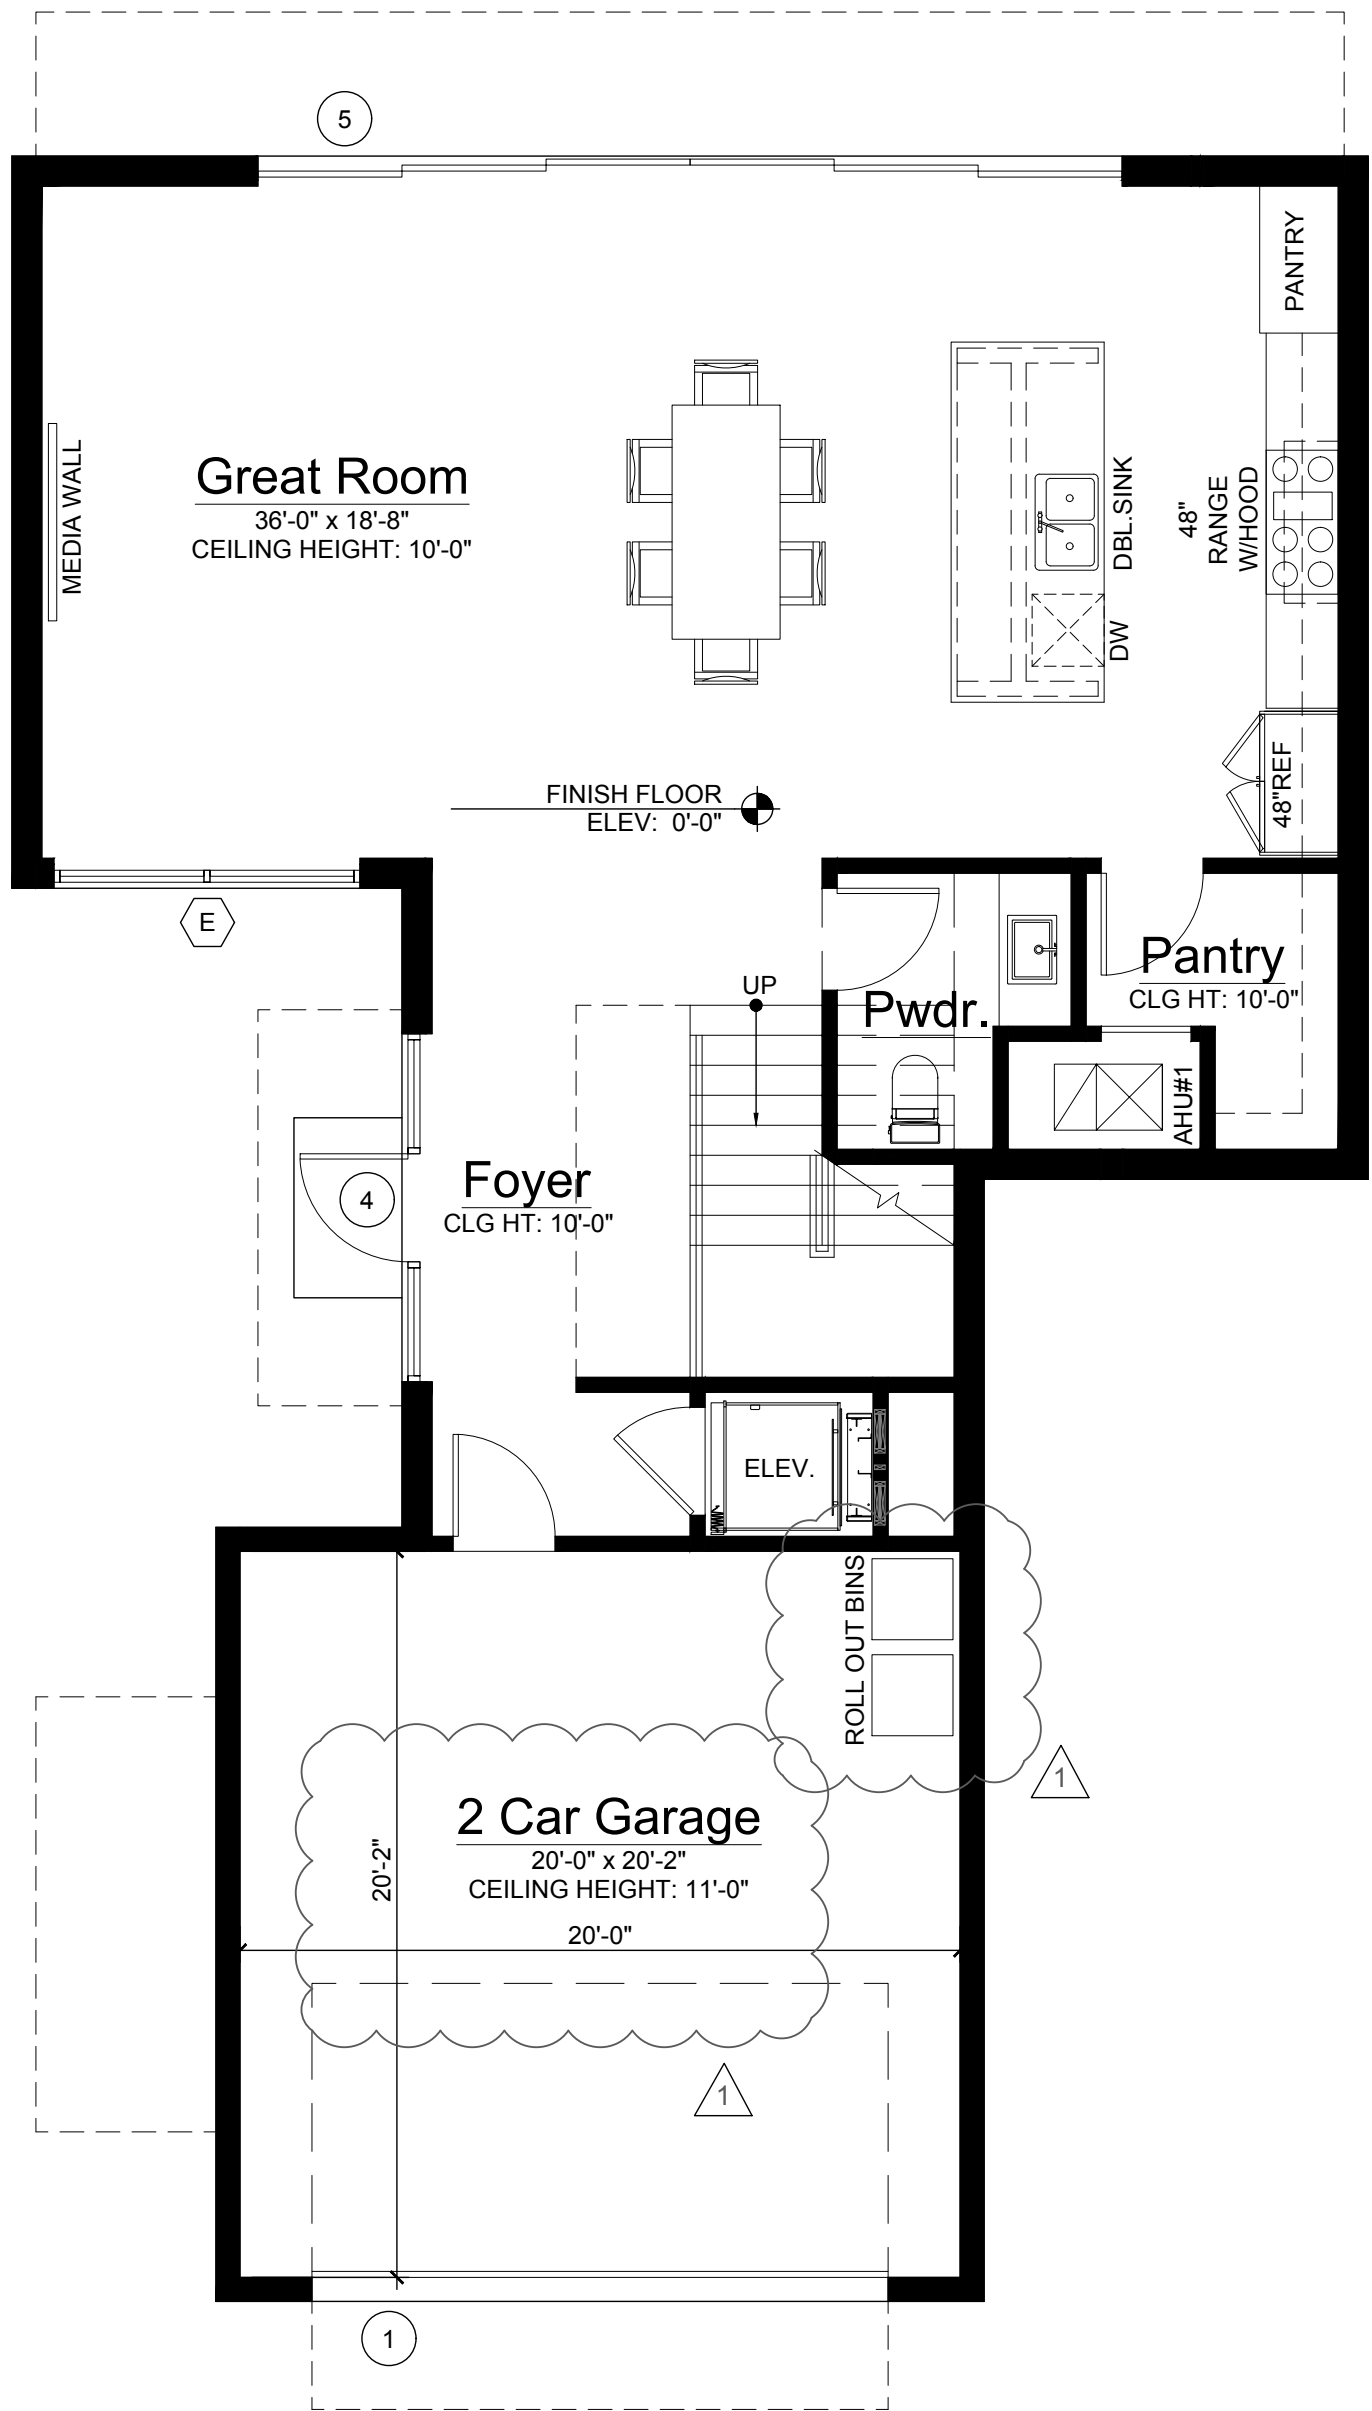 5
PANTRY
MEDIA WALL
Great Room
36'-0" x 18'-8"
CEILING HEIGHT: 10'-0"
DBL.SINK
48"
RANGE
W/HOOD
DW
48"REF
FINISH FLOOR
ELEV: 0'-0"
E
Pantry
CLG HT: 10'-0"
UP
Pwdr.
AHU#1
4
Foyer
CLG HT: 10'-0"
ELEV.
ROLL OUT BINS
1
2 Car Garage
20'-0" x 20'-2"
CEILING HEIGHT: 11'-0"
20'-2"
20'-0"
1
1